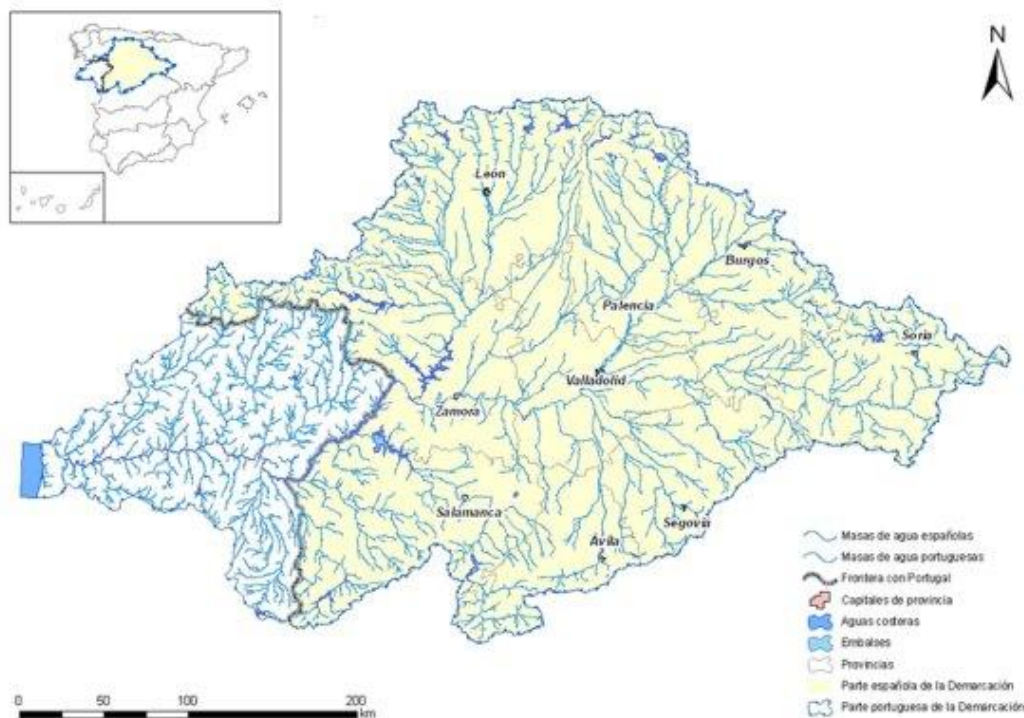 N
León
Burgos
Palencia
Soria
Valladolid
Zamora
Salamanca
Segovia
Ávila
Masas de agua españolas
Masas de agua portuguesas
Frontera con Portugal
Capitales de provincia
Aguas costeras
Embalses
Provincias
Parte española de la Demarcación
Parte portuguesa de la Demarcación
0 50 100 200
km